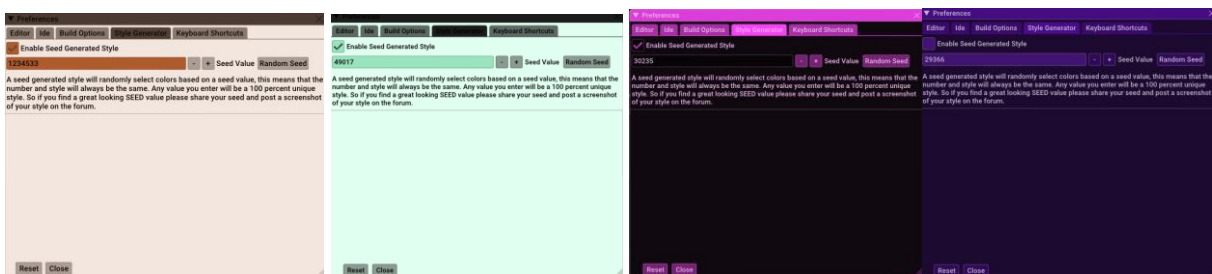 Preferences
Editor Ide Build Options Style Generator Keyboard Shortcuts
Enable Seed Generated Style
1234533 - + Seed Value Random Seed
A seed generated style will randomly select colors based on a seed value, this means that the
number and style will always be the same. Any value you enter will be a 100 percent unique
style. So if you find a great looking SEED value please share your seed and post a screenshot
of your style on the forum.
Reset Close
Preferences
Editor Ide Build Options Style Generator Keyboard Shortcuts
Enable Seed Generated Style
49017 - + Seed Value Random Seed
A seed generated style will randomly select colors based on a seed value, this means that the
number and style will always be the same. Any value you enter will be a 100 percent unique
style. So if you find a great looking SEED value please share your seed and post a screenshot
of your style on the forum.
Reset Close
Preferences
Editor Ide Build Options Style Generator Keyboard Shortcuts
Enable Seed Generated Style
30235 - + Seed Value Random Seed
A seed generated style will randomly select colors based on a seed value, this means that the
number and style will always be the same. Any value you enter will be a 100 percent unique
style. So if you find a great looking SEED value please share your seed and post a screenshot
of your style on the forum.
Reset Close
Preferences
Editor Ide Build Options Style Generator Keyboard Shortcuts
Enable Seed Generated Style
29366 - + Seed Value Random Seed
A seed generated style will randomly select colors based on a seed value, this means that the
number and style will always be the same. Any value you enter will be a 100 percent unique
style. So if you find a great looking SEED value please share your seed and post a screenshot
of your style on the forum.
Reset Close